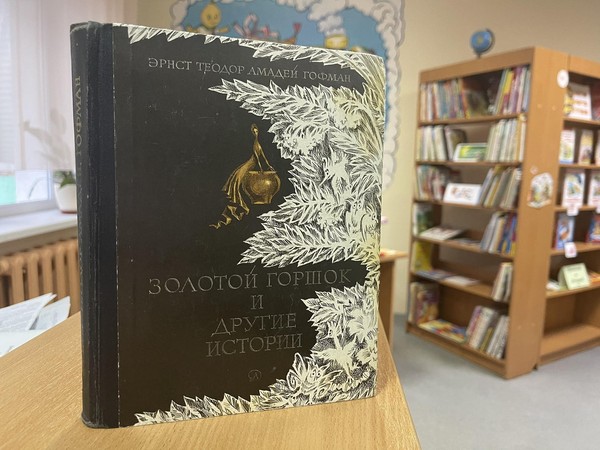 ЭРНСТ ТЕОДОР АМАДЕЙ ГОФМАН
ЗОЛОТОЙ ГОРШОК
И
ДРУГИЕ
ИСТОРИИ